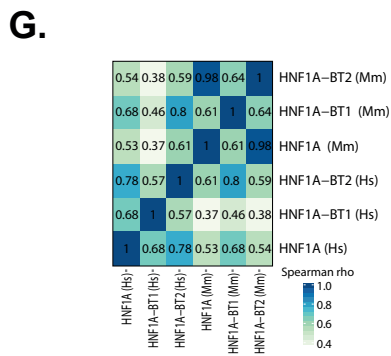 G.
0.54 0.38 0.59 0.98 0.64 1 HNF1A−BT2 (Mm)
0.68 0.46 0.8 0.61 1 0.64 HNF1A−BT1 (Mm)
0.53 0.37 0.61 1 0.61 0.98 HNF1A (Mm)
0.78 0.57 1 0.61 0.8 0.59 HNF1A−BT2 (Hs)
0.68 1 0.57 0.37 0.46 0.38 HNF1A−BT1 (Hs)
1 0.68 0.78 0.53 0.68 0.54 HNF1A (Hs)
HNF1A (Hs)
HNF1A−BT1 (Hs)
HNF1A−BT2 (Hs)
HNF1A (Mm)
HNF1A−BT1 (Mm)
HNF1A−BT2 (Mm)
Spearman rho
1.0
0.8
0.6
0.4